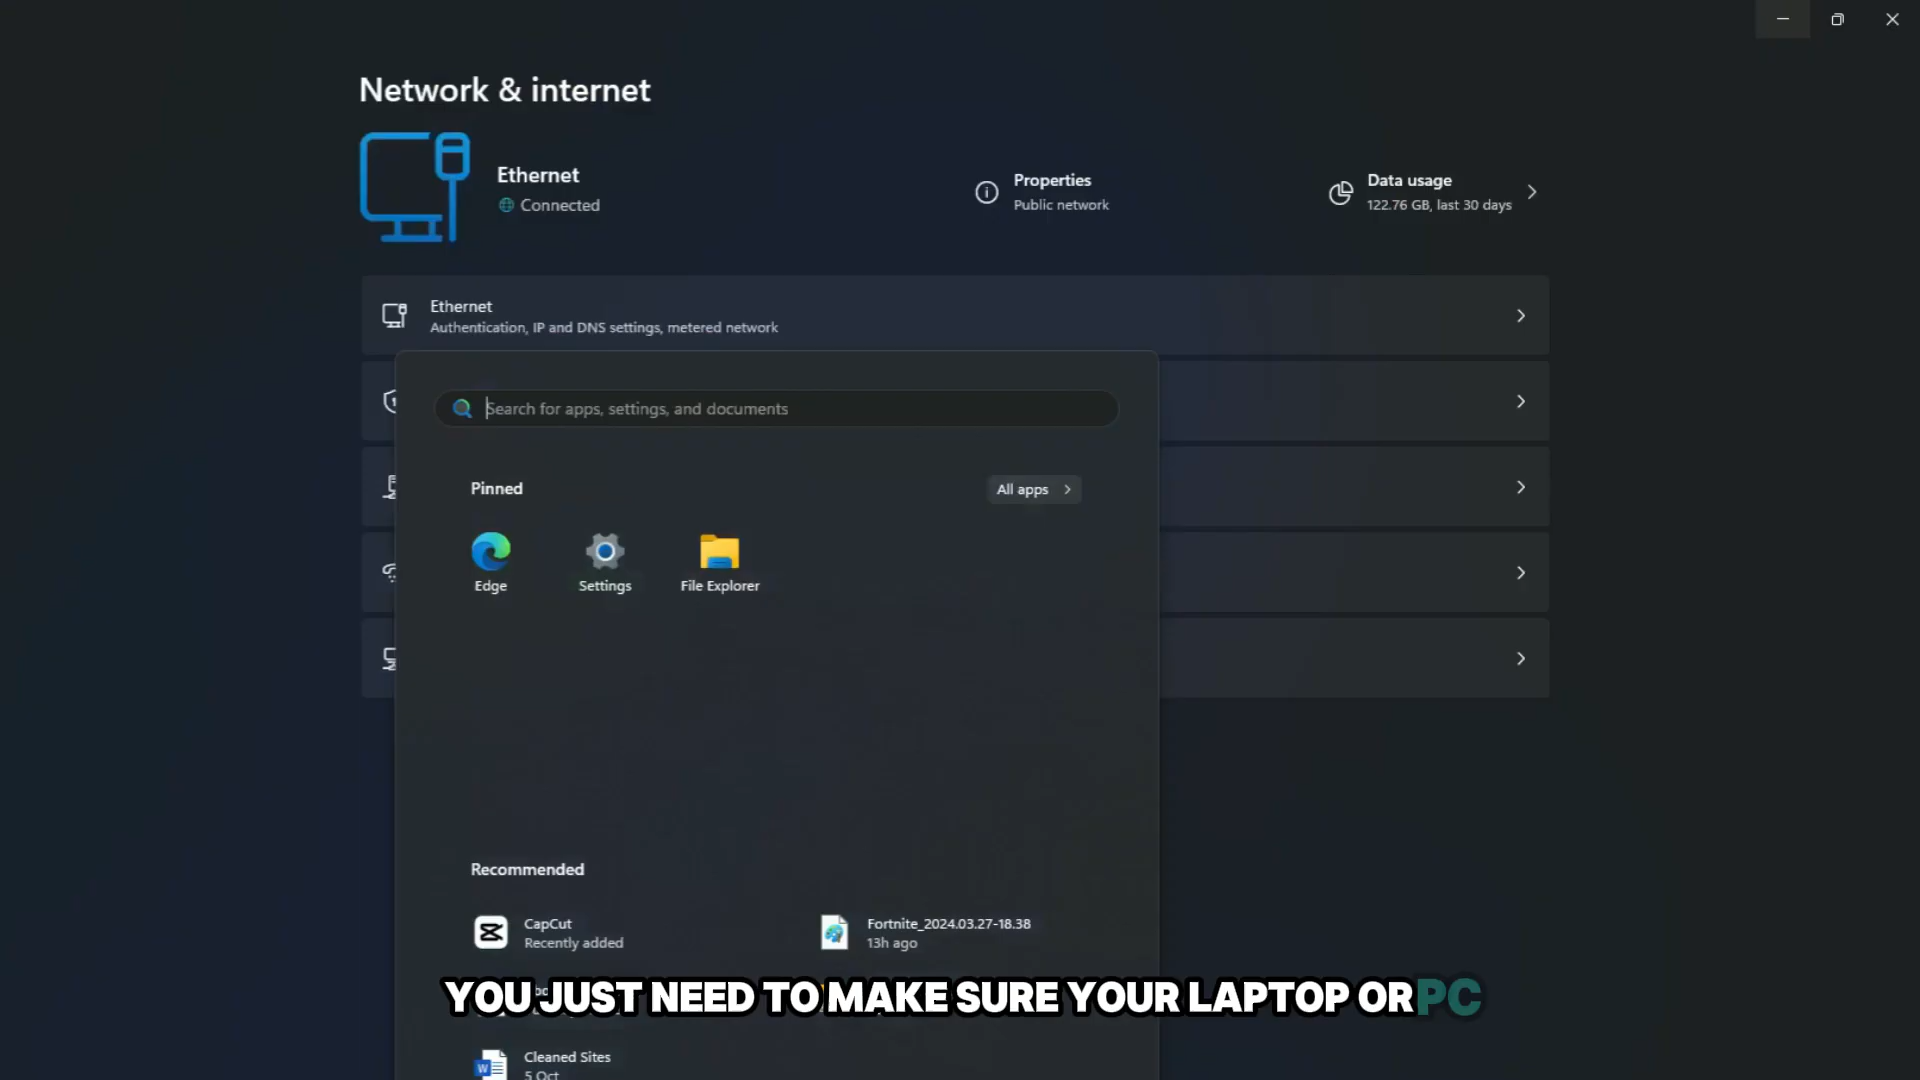 Network & internet
Ethernet
Connected
Properties
Public network
Data usage
122.76 GB, last 30 days
Ethernet
Authentication, IP and DNS settings, metered network
Search for apps, settings, and documents
Pinned
All apps
Edge
Settings
File Explorer
Recommended
CapCut
Recently added
Fortnite_2024.03.27-18.38
13h ago
YOU JUST NEED TO MAKE SURE YOUR LAPTOP OR PC
Cleaned Sites
5 Oct